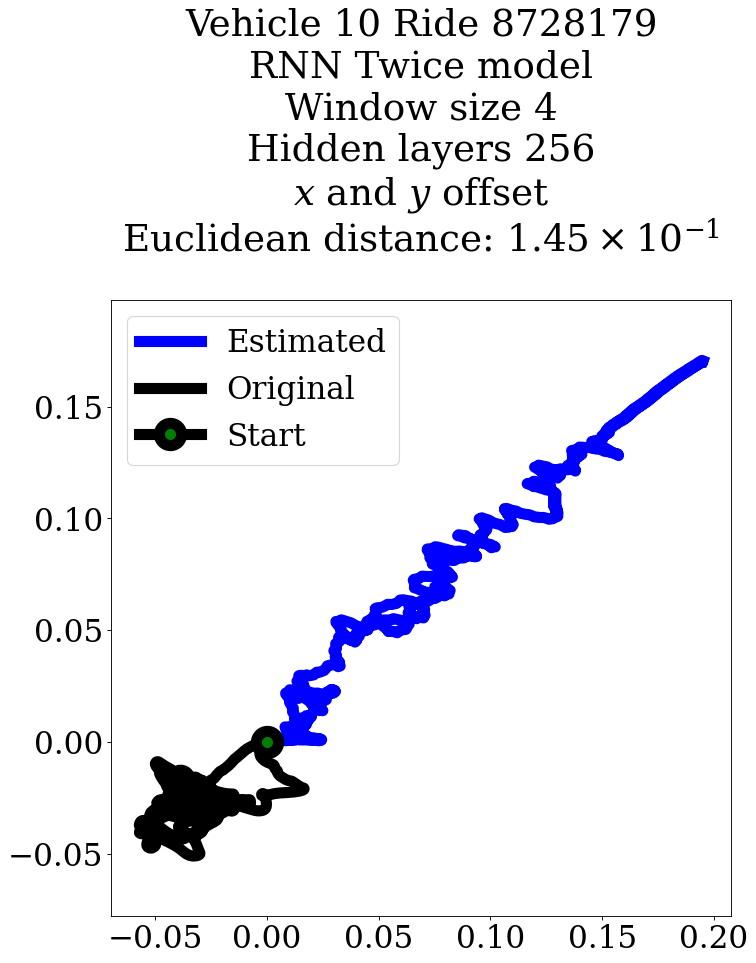 Vehicle 10 Ride 8728179
RNN Twice model
Window size 4
Hidden layers 256
x and y offset
Euclidean distance: 1.45 × 10⁻¹
Estimated
Original
Start
0.15
0.10
0.05
0.00
−0.05
−0.05 0.00 0.05 0.10 0.15 0.20